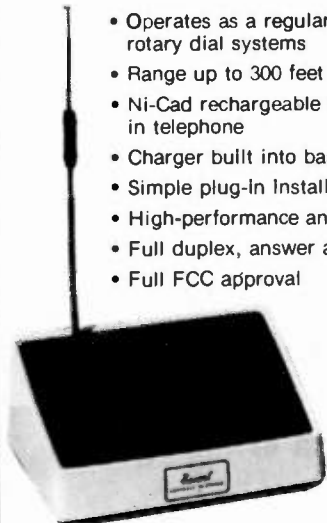 • Operates as a regular
rotary dial systems
• Range up to 300 feet
• Ni-Cad rechargeable
in telephone
• Charger built into ba
• Simple plug-in Install
• High-performance an
• Full duplex, answer a
• Full FCC approval